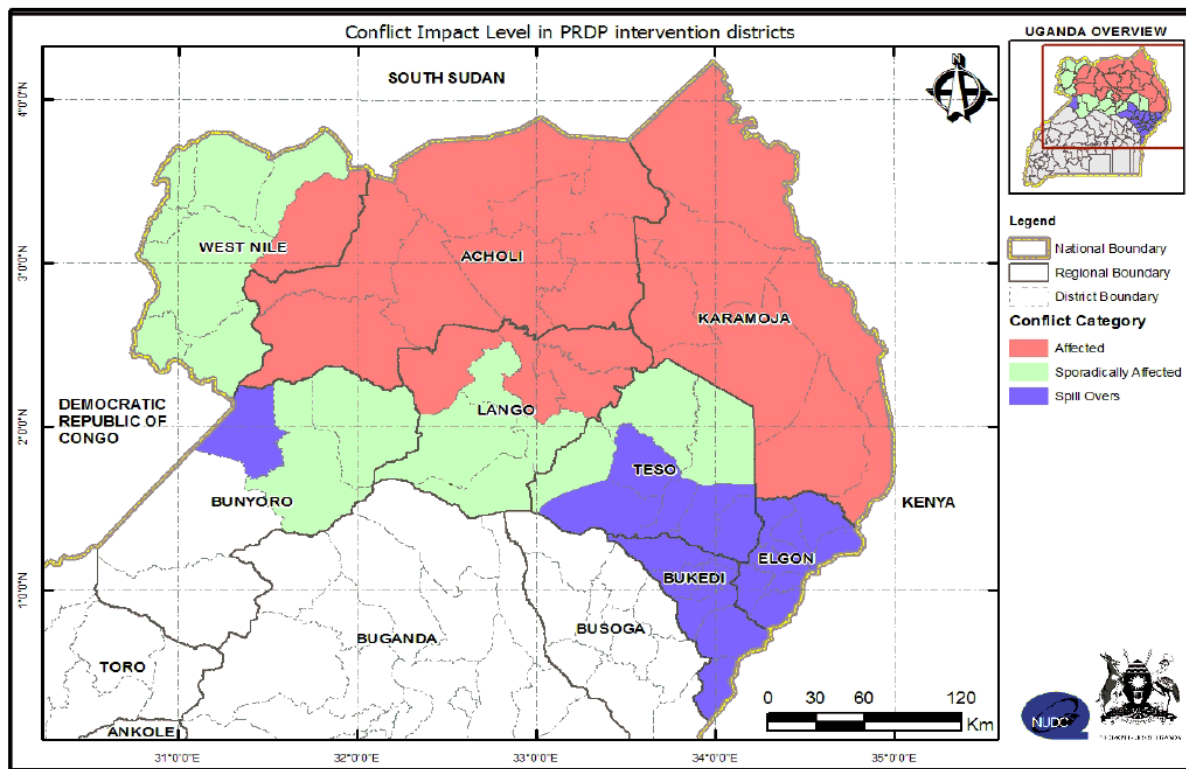 Conflict Impact Level in PRDP intervention districts
UGANDA OVERVIEW
SOUTH SUDAN
N
4°0'0"N
3°0'0"N
2°0'0"N
1°0'0"N
WEST NILE
ACHOLI
KARAMOJA
LANGO
DEMOCRATIC
REPUBLIC OF
CONGO
TESO
BUNYORO
KENYA
ELGON
BUKEDI
BUGANDA
BUSOGA
TORO
ANKOLE
Legend
National Boundary
Regional Boundary
District Boundary
Conflict Category
Affected
Sporadically Affected
Spill Overs
0 30 60 120
Km
31°0'0"E
32°0'0"E
33°0'0"E
34°0'0"E
35°0'0"E